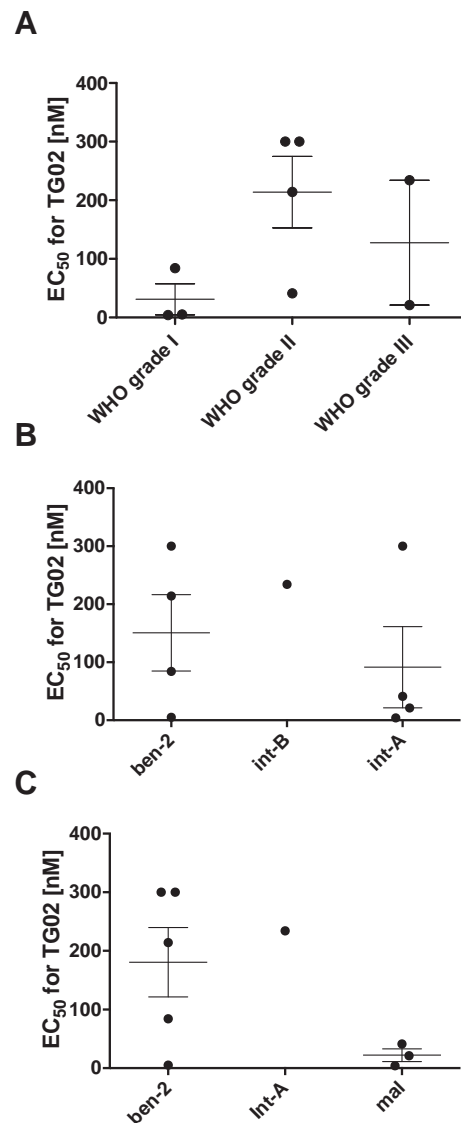 A
EC50 for TG02 [nM]
400
300
200
100
0
WHO grade I
WHO grade II
WHO grade III
B
EC50 for TG02 [nM]
400
300
200
100
0
ben-2
int-B
int-A
C
EC50 for TG02 [nM]
400
300
200
100
0
ben-2
Int-A
mal